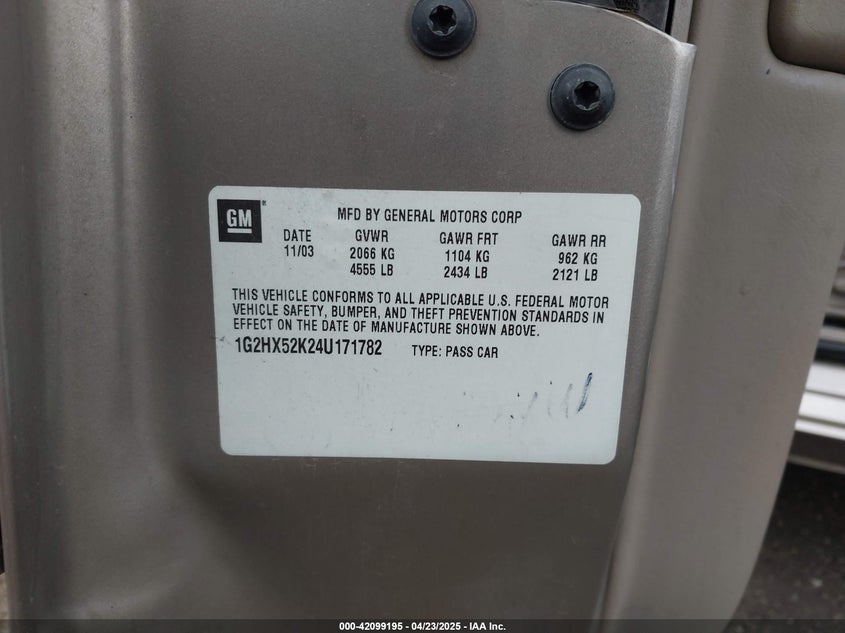 GM®
MFD BY GENERAL MOTORS CORP
DATE GVWR GAWR FRT GAWR RR
11/03 2066 KG 1104 KG 962 KG
4555 LB 2434 LB 2121 LB
THIS VEHICLE CONFORMS TO ALL APPLICABLE U.S. FEDERAL MOTOR
VEHICLE SAFETY, BUMPER, AND THEFT PREVENTION STANDARDS IN
EFFECT ON THE DATE OF MANUFACTURE SHOWN ABOVE.
1G2HX52K24U171782 TYPE: PASS CAR
000-42099195 - 04/23/2025 - IAA Inc.